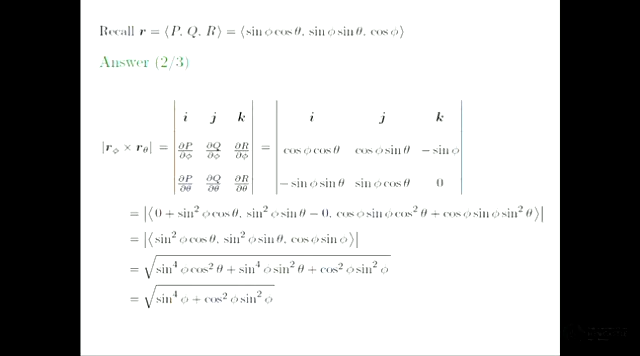 Recall r = ⟨P, Q, R⟩ = ⟨sin ϕ cos θ, sin ϕ sin θ, cos ϕ⟩
Answer (2/3)
|r_ϕ × r_θ| = | i j k | = | i j k |
| ∂P/∂ϕ ∂Q/∂ϕ ∂R/∂ϕ | | cos ϕ cos θ cos ϕ sin θ − sin ϕ |
| ∂P/∂θ ∂Q/∂θ ∂R/∂θ | | − sin ϕ sin θ sin ϕ cos θ 0 |
= |⟨0 + sin² ϕ cos θ, sin² ϕ sin θ − 0, cos ϕ sin ϕ cos² θ + cos ϕ sin ϕ sin² θ⟩|
= |⟨sin² ϕ cos θ, sin² ϕ sin θ, cos ϕ sin ϕ⟩|
= √(sin⁴ ϕ cos² θ + sin⁴ ϕ sin² θ + cos² ϕ sin² ϕ)
= √(sin⁴ ϕ + cos² ϕ sin² ϕ)